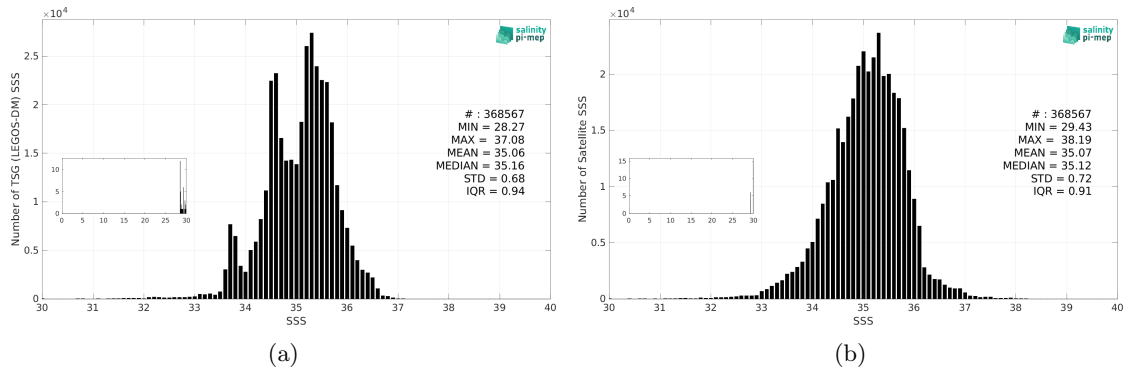 ×10⁴
salinity
pi-mep
Number of TSG (LEGOS-DM) SSS
2.5
2
1.5
1
0.5
0
# : 368567
MIN = 28.27
MAX = 37.08
MEAN = 35.06
MEDIAN = 35.16
STD = 0.68
IQR = 0.94
10
5
0
0 5 10 15 20 25 30
30 31 32 33 34 35 36 37 38 39 40
SSS
(a)
×10⁴
salinity
pi-mep
Number of Satellite SSS
2
1.5
1
0.5
0
# : 368567
MIN = 29.43
MAX = 38.19
MEAN = 35.07
MEDIAN = 35.12
STD = 0.72
IQR = 0.91
15
10
5
0
0 5 10 15 20 25 30
30 31 32 33 34 35 36 37 38 39 40
SSS
(b)